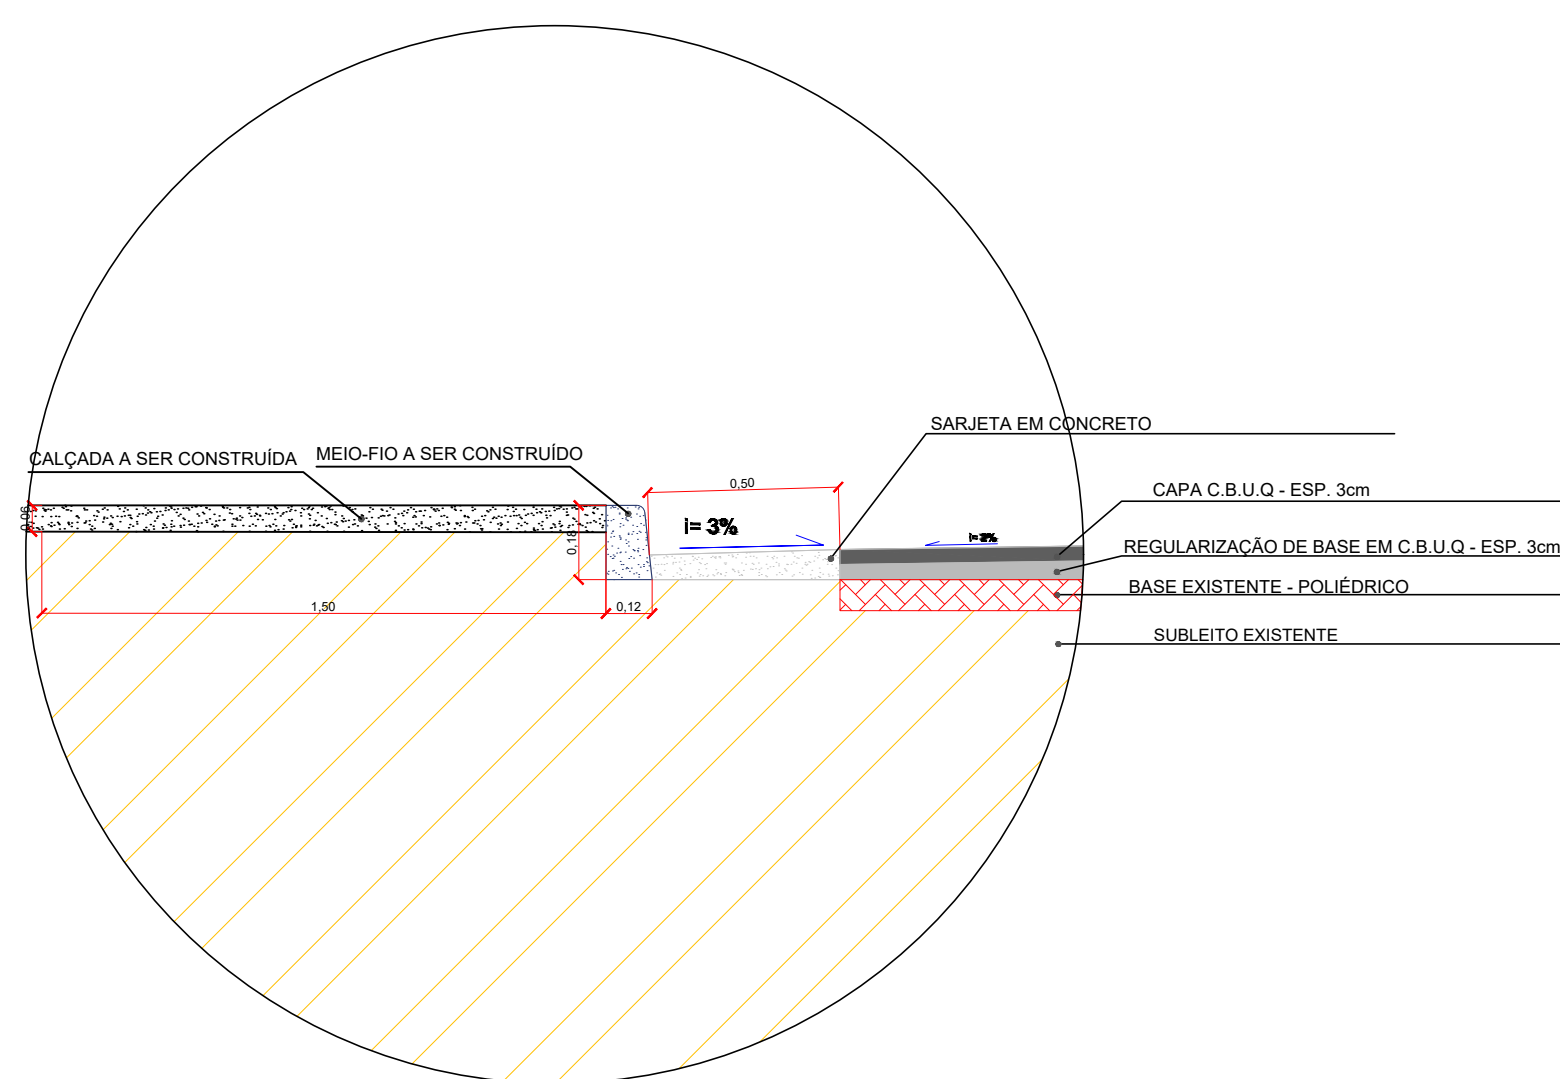 SARJETA EM CONCRETO
CALÇADA A SER CONSTRUÍDA
MEIO-FIO A SER CONSTRUÍDO
0,50
CAPA C.B.U.Q - ESP. 3cm
0,06
i= 3%
0,18
i= 3%
REGULARIZAÇÃO DE BASE EM C.B.U.Q - ESP. 3cm
BASE EXISTENTE - POLIÉDRICO
1,50
0,12
SUBLEITO EXISTENTE